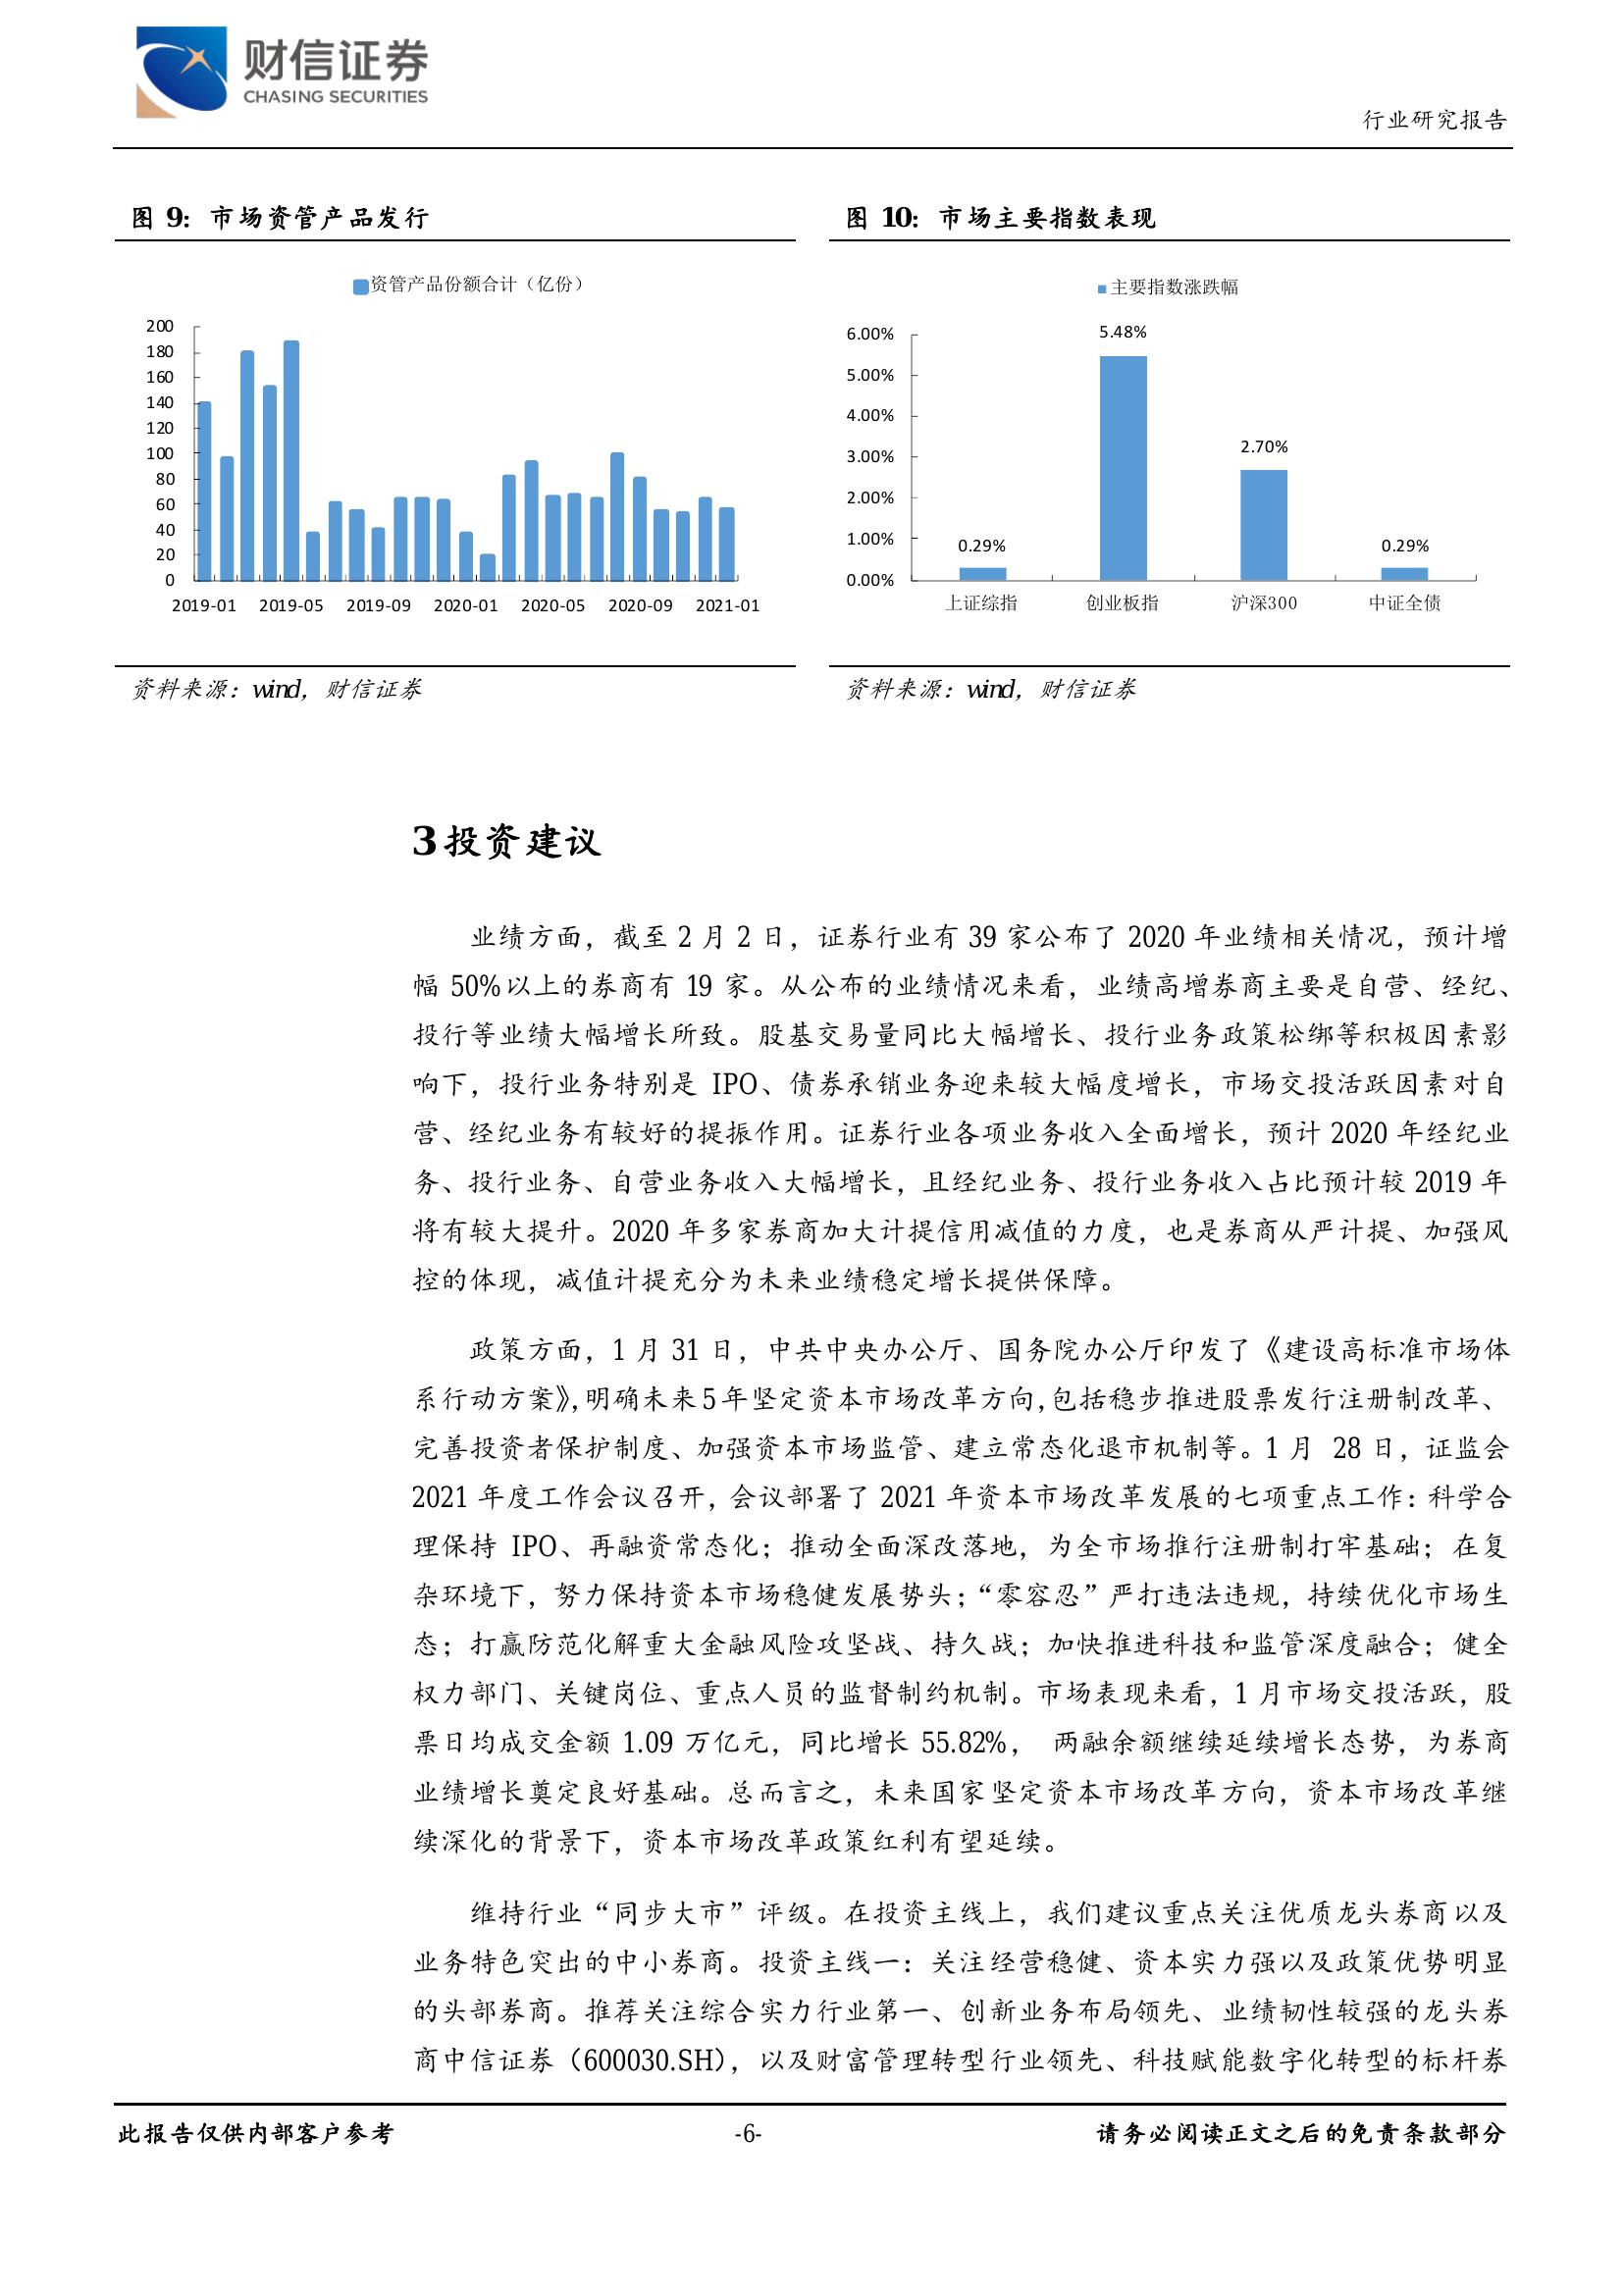 财信证券
CHASING SECURITIES
行业研究报告
图 9：市场资管产品发行
资管产品份额合计（亿份）
200
180
160
140
120
100
80
60
40
20
0
2019-01 2019-05 2019-09 2020-01 2020-05 2020-09 2021-01
资料来源：wind，财信证券
图 10：市场主要指数表现
主要指数涨跌幅
6.00%
5.00%
4.00%
3.00%
2.00%
1.00%
0.00%
0.29%
5.48%
2.70%
0.29%
上证综指 创业板指 沪深300 中证全债
资料来源：wind，财信证券
3 投资建议
业绩方面，截至 2 月 2 日，证券行业有 39 家公布了 2020 年业绩相关情况，预计增
幅 50%以上的券商有 19 家。从公布的业绩情况来看，业绩高增券商主要是自营、经纪、
投行等业绩大幅增长所致。股基交易量同比大幅增长、投行业务政策松绑等积极因素影
响下，投行业务特别是 IPO、债券承销业务迎来较大幅度增长，市场交投活跃因素对自
营、经纪业务有较好的提振作用。证券行业各项业务收入全面增长，预计 2020 年经纪业
务、投行业务、自营业务收入大幅增长，且经纪业务、投行业务收入占比预计较 2019 年
将有较大提升。2020 年多家券商加大计提信用减值的力度，也是券商从严计提、加强风
控的体现，减值计提充分为未来业绩稳定增长提供保障。
政策方面，1 月 31 日，中共中央办公厅、国务院办公厅印发了《建设高标准市场体
系行动方案》，明确未来 5 年坚定资本市场改革方向，包括稳步推进股票发行注册制改革、
完善投资者保护制度、加强资本市场监管、建立常态化退市机制等。1 月 28 日，证监会
2021 年度工作会议召开，会议部署了 2021 年资本市场改革发展的七项重点工作：科学合
理保持 IPO、再融资常态化；推动全面深改落地，为全市场推行注册制打牢基础；在复
杂环境下，努力保持资本市场稳健发展势头；“零容忍”严打违法违规，持续优化市场生
态；打赢防范化解重大金融风险攻坚战、持久战；加快推进科技和监管深度融合；健全
权力部门、关键岗位、重点人员的监督制约机制。市场表现来看，1 月市场交投活跃，股
票日均成交金额 1.09 万亿元，同比增长 55.82%， 两融余额继续延续增长态势，为券商
业绩增长奠定良好基础。总而言之，未来国家坚定资本市场改革方向，资本市场改革继
续深化的背景下，资本市场改革政策红利有望延续。
维持行业“同步大市”评级。在投资主线上，我们建议重点关注优质龙头券商以及
业务特色突出的中小券商。投资主线一：关注经营稳健、资本实力强以及政策优势明显
的头部券商。推荐关注综合实力行业第一、创新业务布局领先、业绩韧性较强的龙头券
商中信证券（600030.SH），以及财富管理转型行业领先、科技赋能数字化转型的标杆券
此报告仅供内部客户参考 -6- 请务必阅读正文之后的免责条款部分